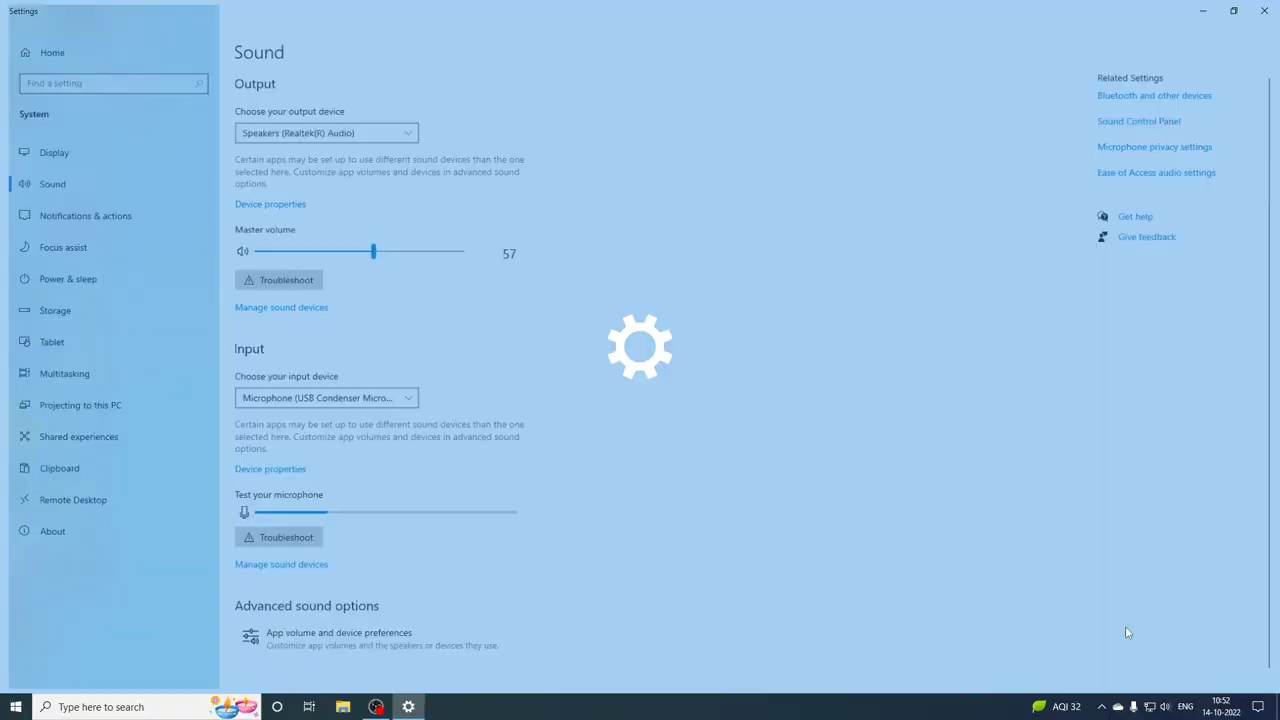 Settings
Home
Find a setting
System
Display
Sound
Notifications & actions
Focus assist
Power & sleep
Storage
Tablet
Multitasking
Projecting to this PC
Shared experiences
Clipboard
Remote Desktop
About
Sound
Output
Choose your output device
Speakers (Realtek(R) Audio)
Certain apps may be set up to use different sound devices than the one
selected here. Customize app volumes and devices in advanced sound
options.
Device properties
Master volume
57
Troubleshoot
Manage sound devices
Input
Choose your input device
Microphone (USB Condenser Micro...
Certain apps may be set up to use different sound devices than the one
selected here. Customize app volumes and devices in advanced sound
options.
Device properties
Test your microphone
Troubleshoot
Manage sound devices
Advanced sound options
App volume and device preferences
Customize app volumes and the speakers or devices they use.
Related Settings
Bluetooth and other devices
Sound Control Panel
Microphone privacy settings
Ease of Access audio settings
Get help
Give feedback
Type here to search
AQI 32
ENG
10:52
14-10-2022